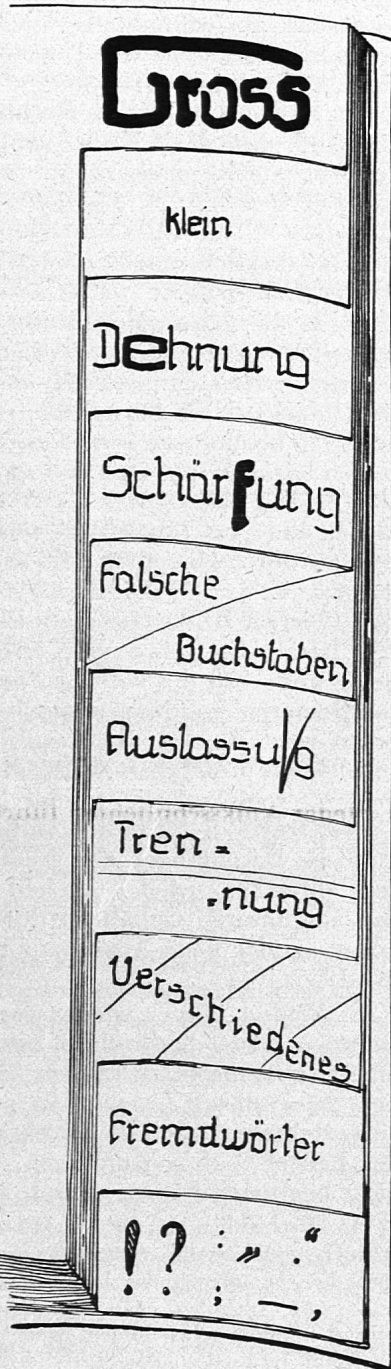 Gross
klein
Dehnung
Schärfung
Falsche
Buchstaben
Auslassu/g
Tren=
=nung
Verschiedenes
Fremdwörter
! ? : ; „ — . “ ,